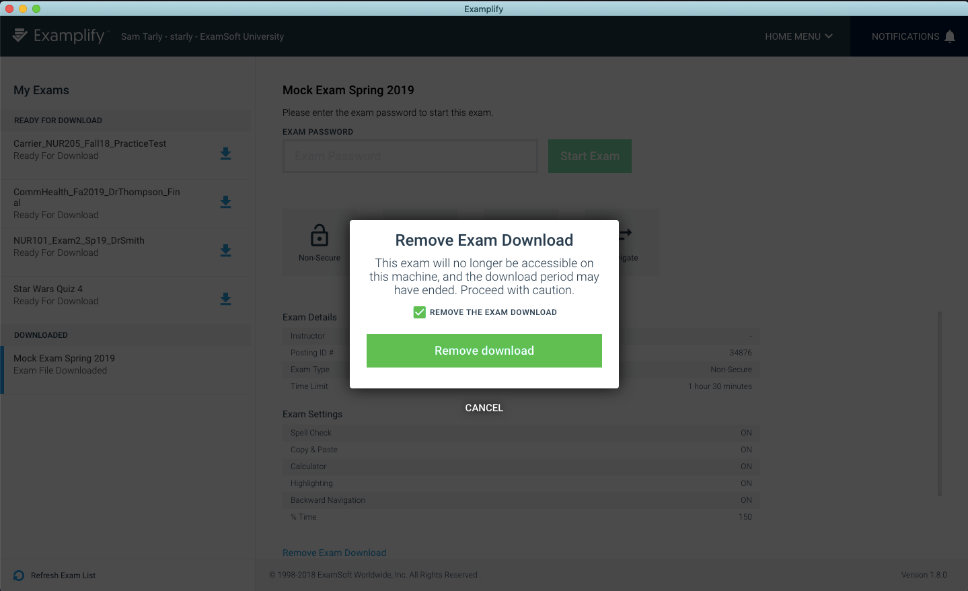 Examplify
Examplify
Sam Tarly - starly - ExamSoft University
HOME MENU
NOTIFICATIONS
My Exams
READY FOR DOWNLOAD
Carrier_NUR205_Fall18_PracticeTest
Ready For Download
CommHealth_Fa2019_DrThompson_Fin
al
Ready For Download
NUR101_Exam2_Sp19_DrSmith
Ready For Download
Star Wars Quiz 4
Ready For Download
DOWNLOADED
Mock Exam Spring 2019
Exam File Downloaded
Refresh Exam List
Mock Exam Spring 2019
Please enter the exam password to start this exam.
EXAM PASSWORD
Exam Password
Start Exam
Non-Secure
Remove Exam Download
This exam will no longer be accessible on
this machine, and the download period may
have ended. Proceed with caution.
REMOVE THE EXAM DOWNLOAD
Remove download
CANCEL
Exam Details
Instructor -
Posting ID # 34876
Exam Type Non-Secure
Time Limit 1 hour 30 minutes
Exam Settings
Spell Check ON
Copy & Paste ON
Calculator ON
Highlighting ON
Backward Navigation ON
% Time 150
Remove Exam Download
© 1998-2018 ExamSoft Worldwide, Inc. All Rights Reserved
Version 1.8.0